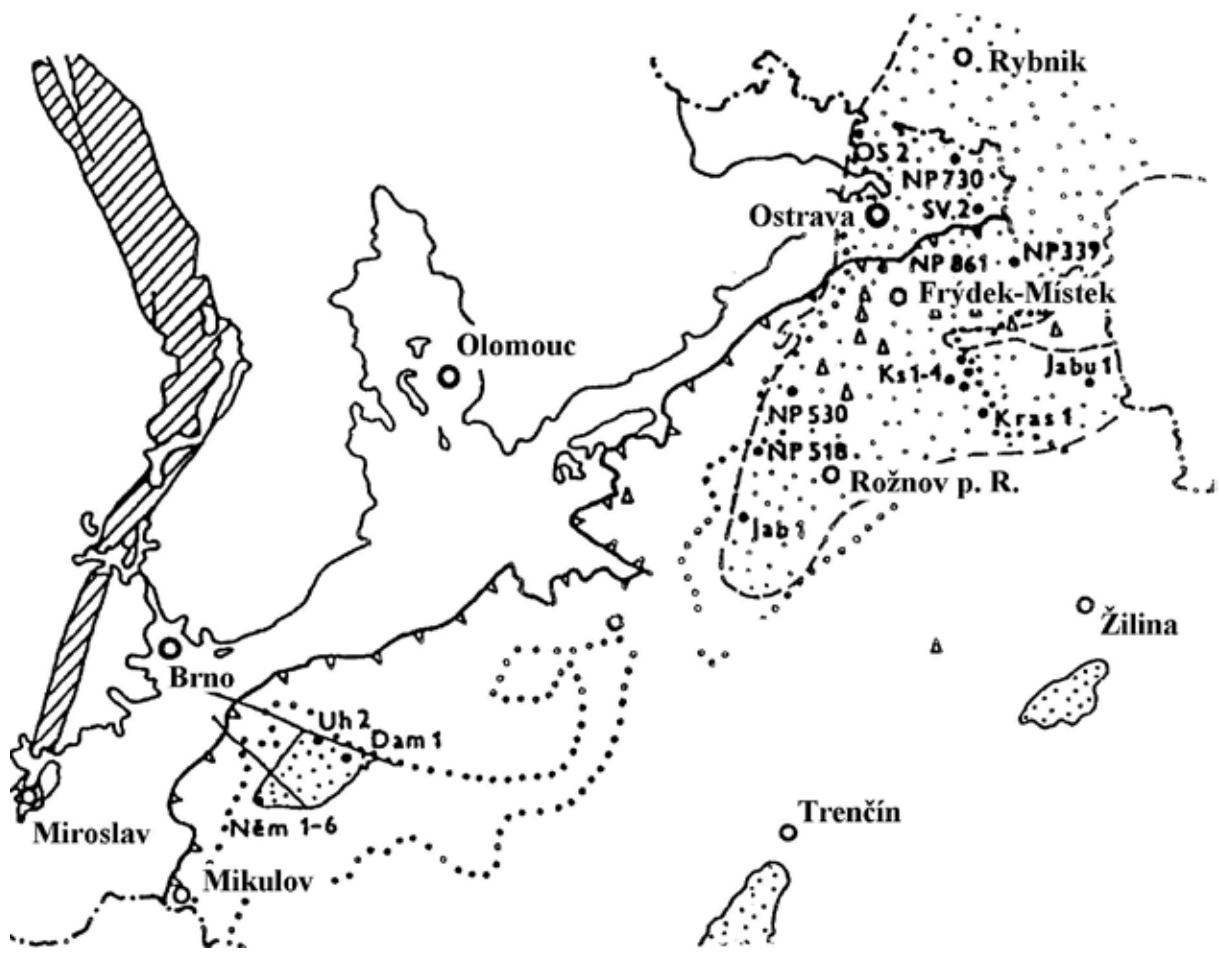 Rybnik
OS 2
NP 730
Ostrava
SV.2
NP 861
NP 339
Frýdek-Místek
Olomouc
Ks 1-4
Jabu 1
NP 530
Kras 1
NP 518
Rožnov p. R.
Jab 1
Žilina
Brno
Uh 2
Dam 1
Trenčín
Miroslav
Něm 1-6
Mikulov